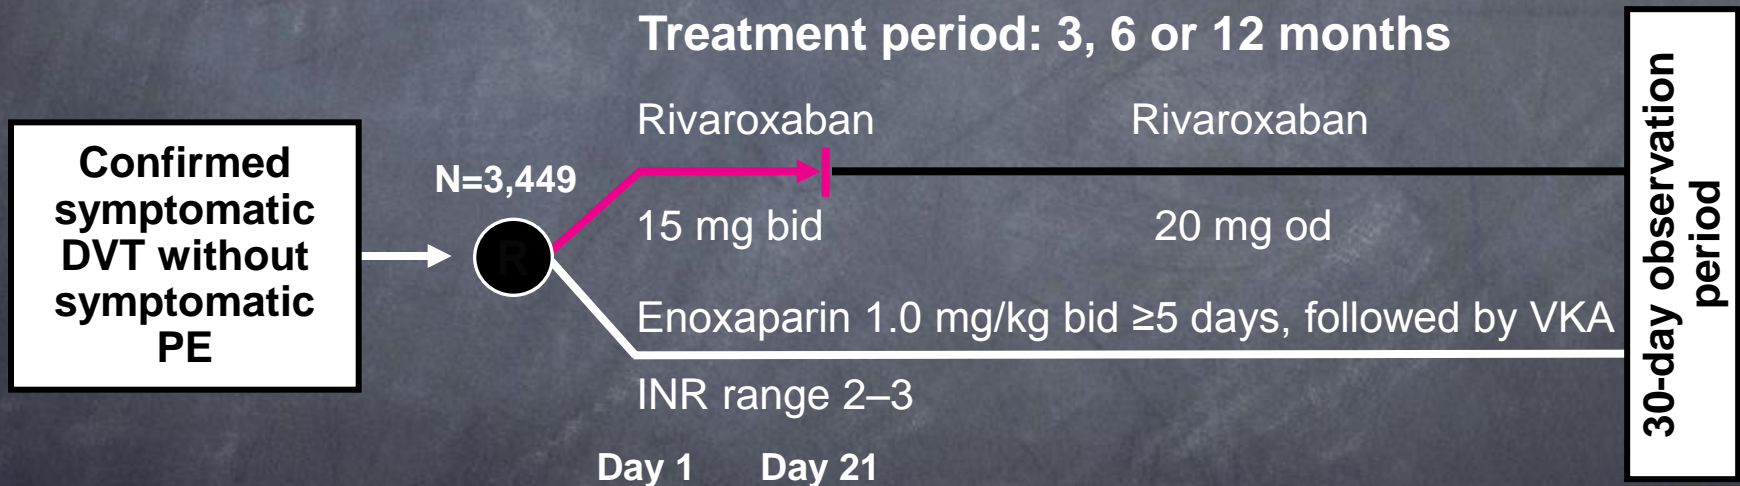 Treatment period: 3, 6 or 12 months
Confirmed
symptomatic
DVT without
symptomatic
PE
N=3,449
R
Rivaroxaban
Rivaroxaban
15 mg bid
20 mg od
Enoxaparin 1.0 mg/kg bid ≥5 days, followed by VKA
INR range 2–3
Day 1
Day 21
30-day observation
period